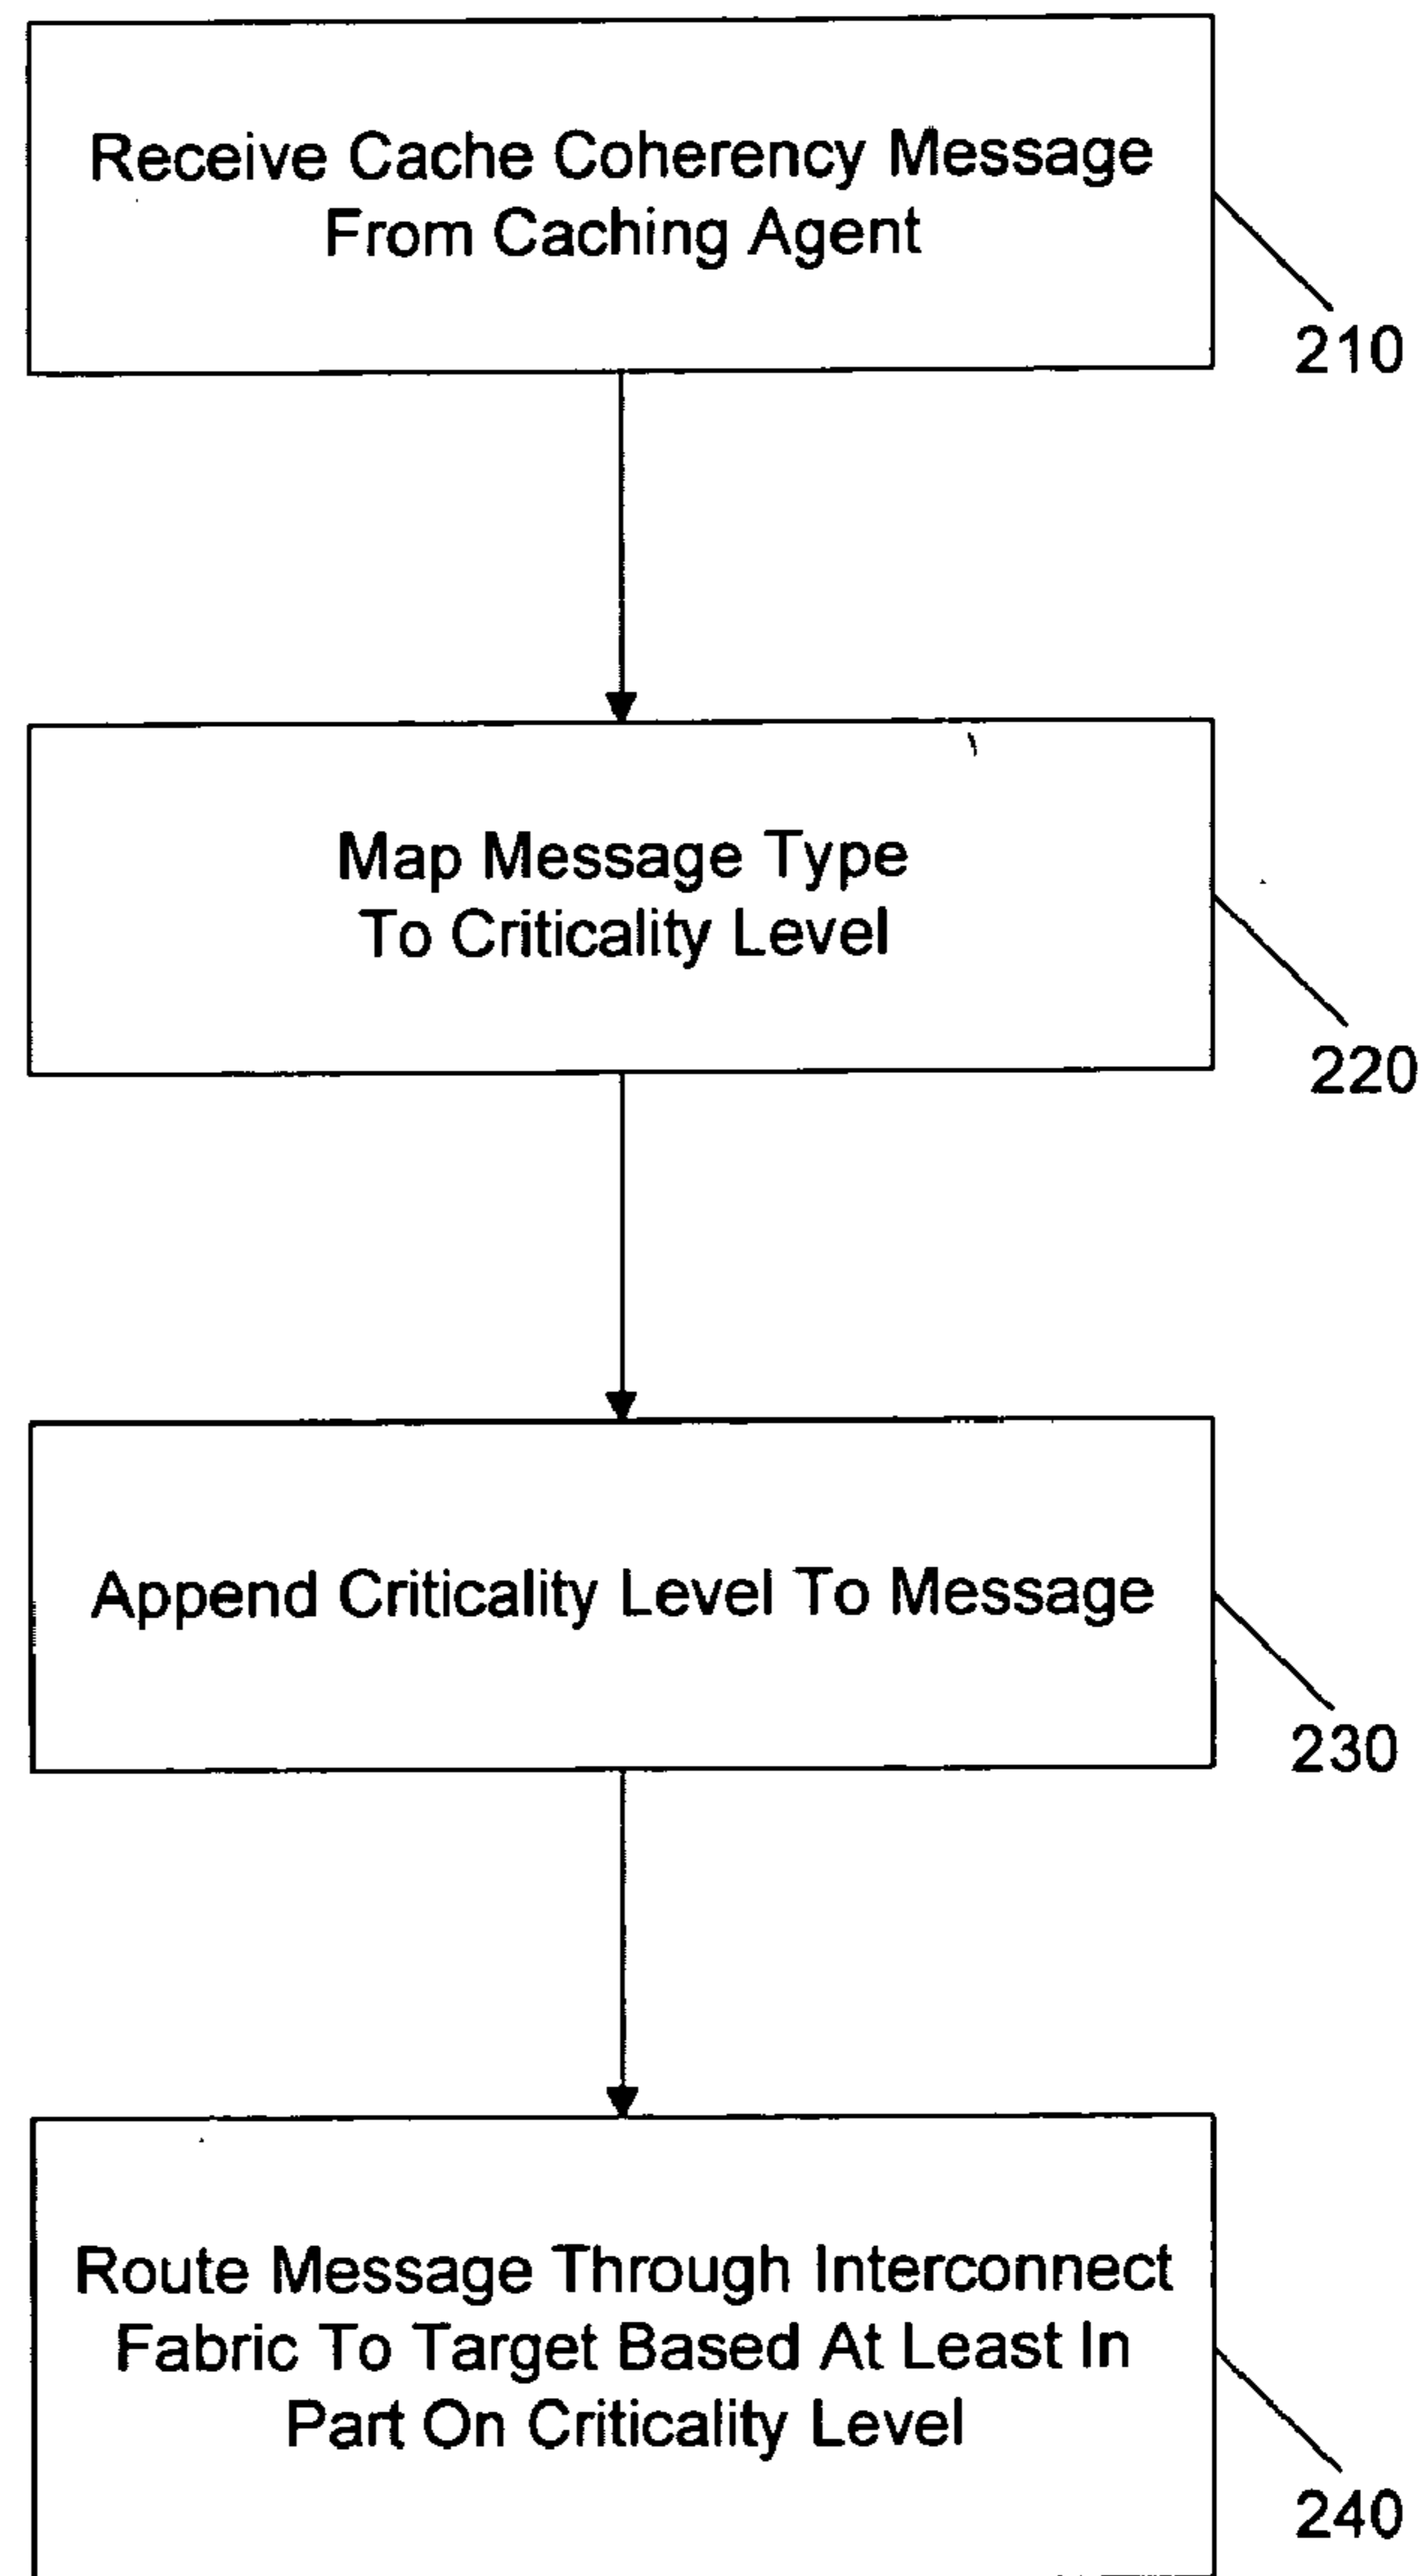 Receive Cache Coherency Message
From Caching Agent
210
Map Message Type
To Criticality Level
220
Append Criticality Level To Message
230
Route Message Through Interconnect
Fabric To Target Based At Least In
Part On Criticality Level
240